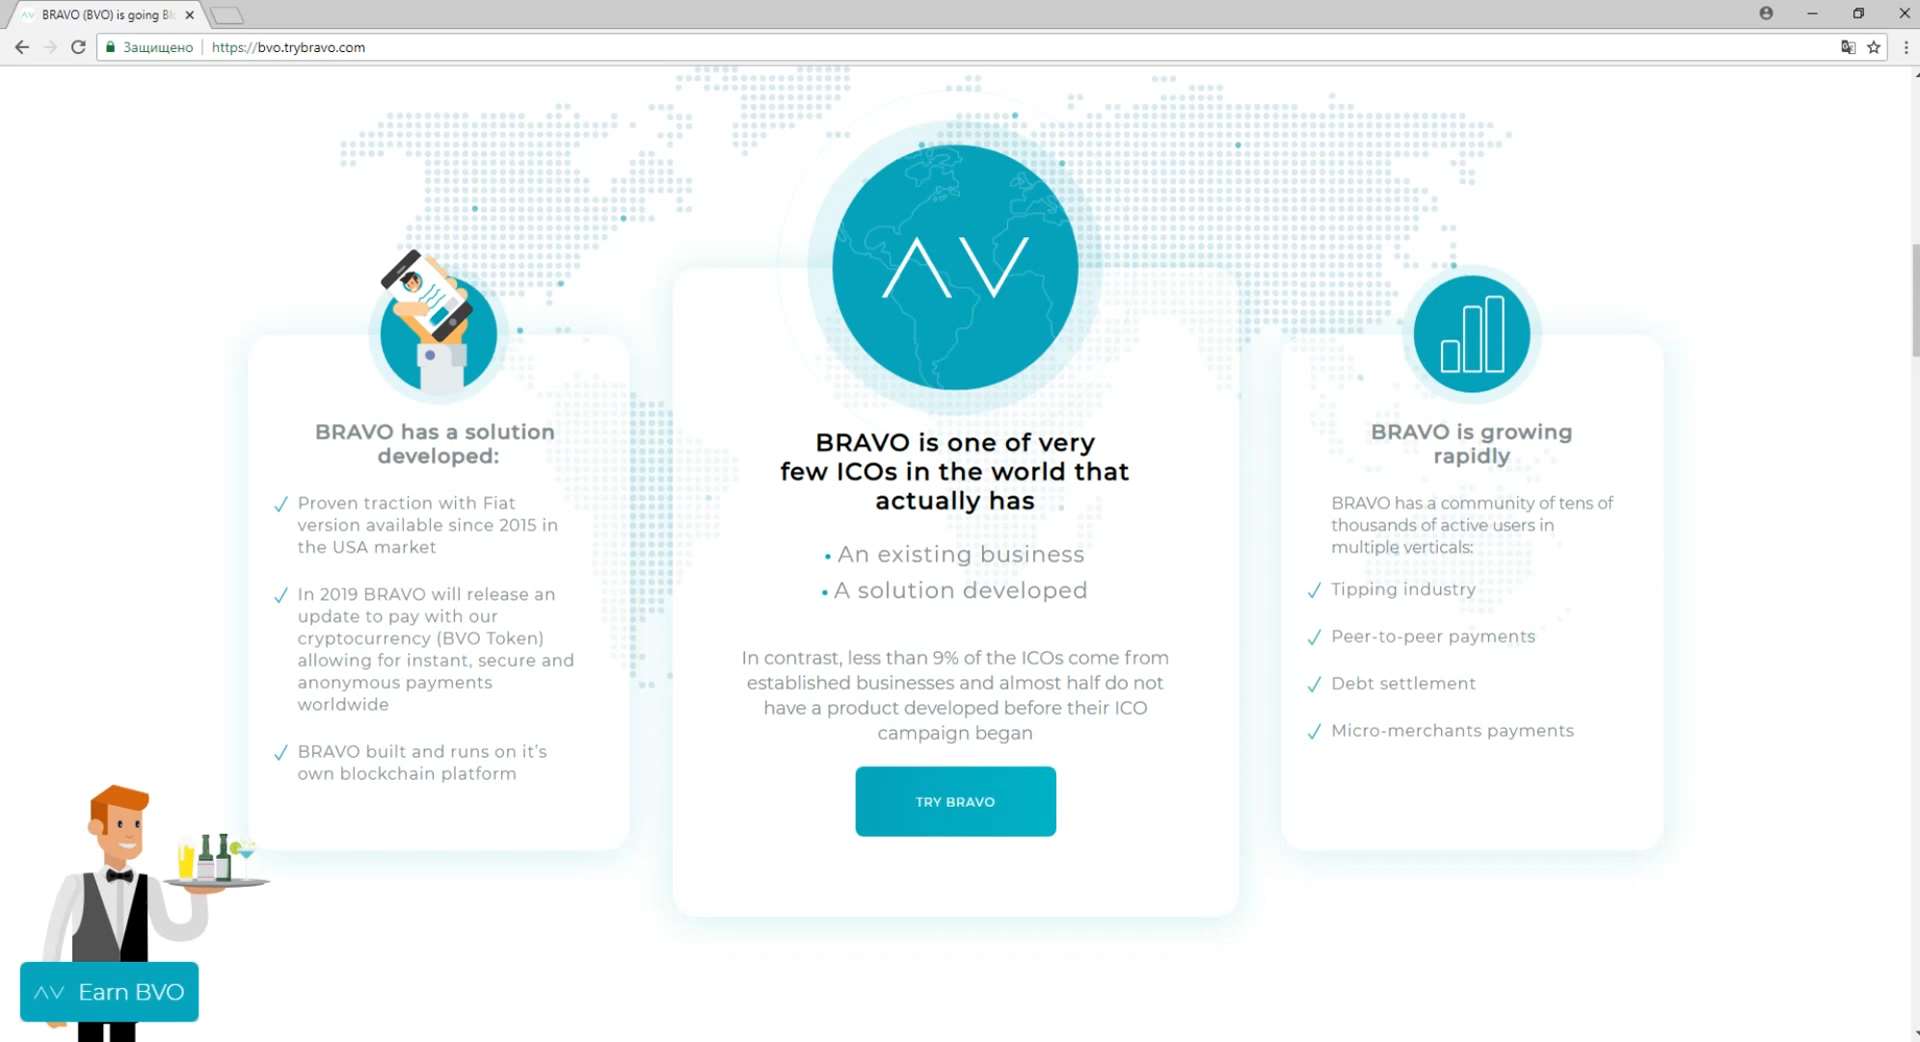 BRAVO (BVO) is going Blo
Защищено
https://bvo.trybravo.com
BRAVO has a solution
developed:
Proven traction with Fiat
version available since 2015 in
the USA market
In 2019 BRAVO will release an
update to pay with our
cryptocurrency (BVO Token)
allowing for instant, secure and
anonymous payments
worldwide
BRAVO built and runs on it's
own blockchain platform
BRAVO is one of very
few ICOs in the world that
actually has
• An existing business
• A solution developed
In contrast, less than 9% of the ICOs come from
established businesses and almost half do not
have a product developed before their ICO
campaign began
TRY BRAVO
BRAVO is growing
rapidly
BRAVO has a community of tens of
thousands of active users in
multiple verticals:
Tipping industry
Peer-to-peer payments
Debt settlement
Micro-merchants payments
Earn BVO